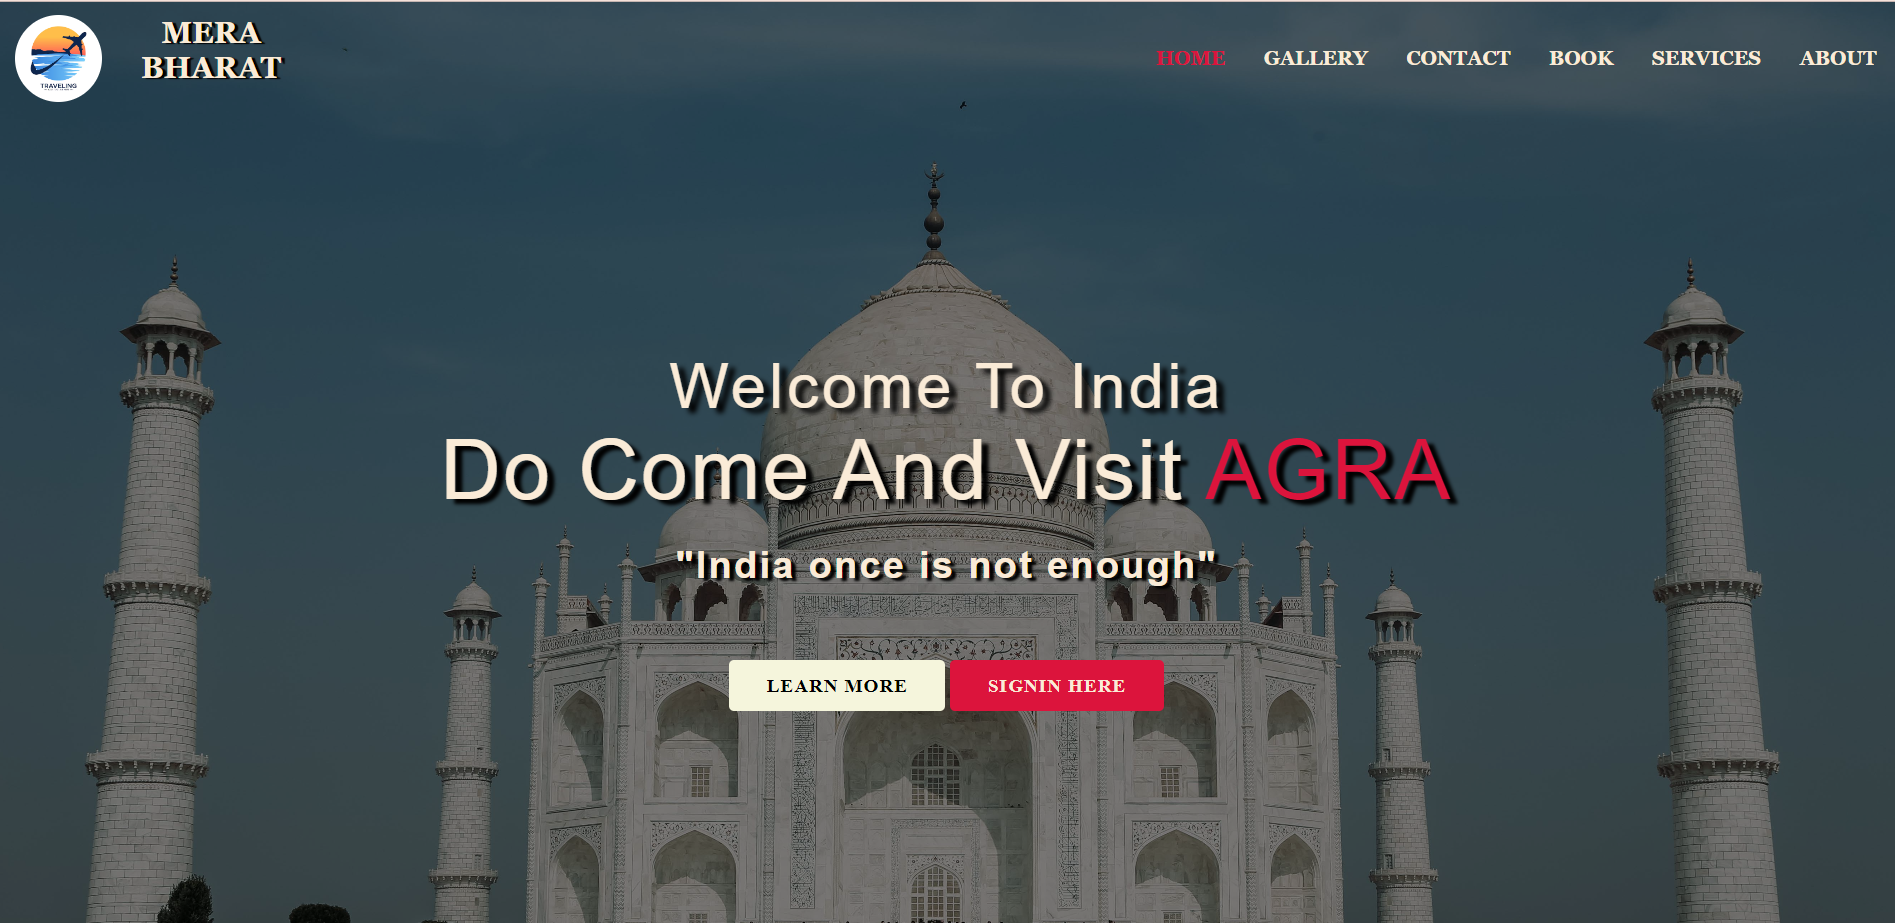 TRAVELING
MERA
BHARAT
HOME GALLERY CONTACT BOOK SERVICES ABOUT
Welcome To India
Do Come And Visit AGRA
"India once is not enough"
LEARN MORE SIGNIN HERE